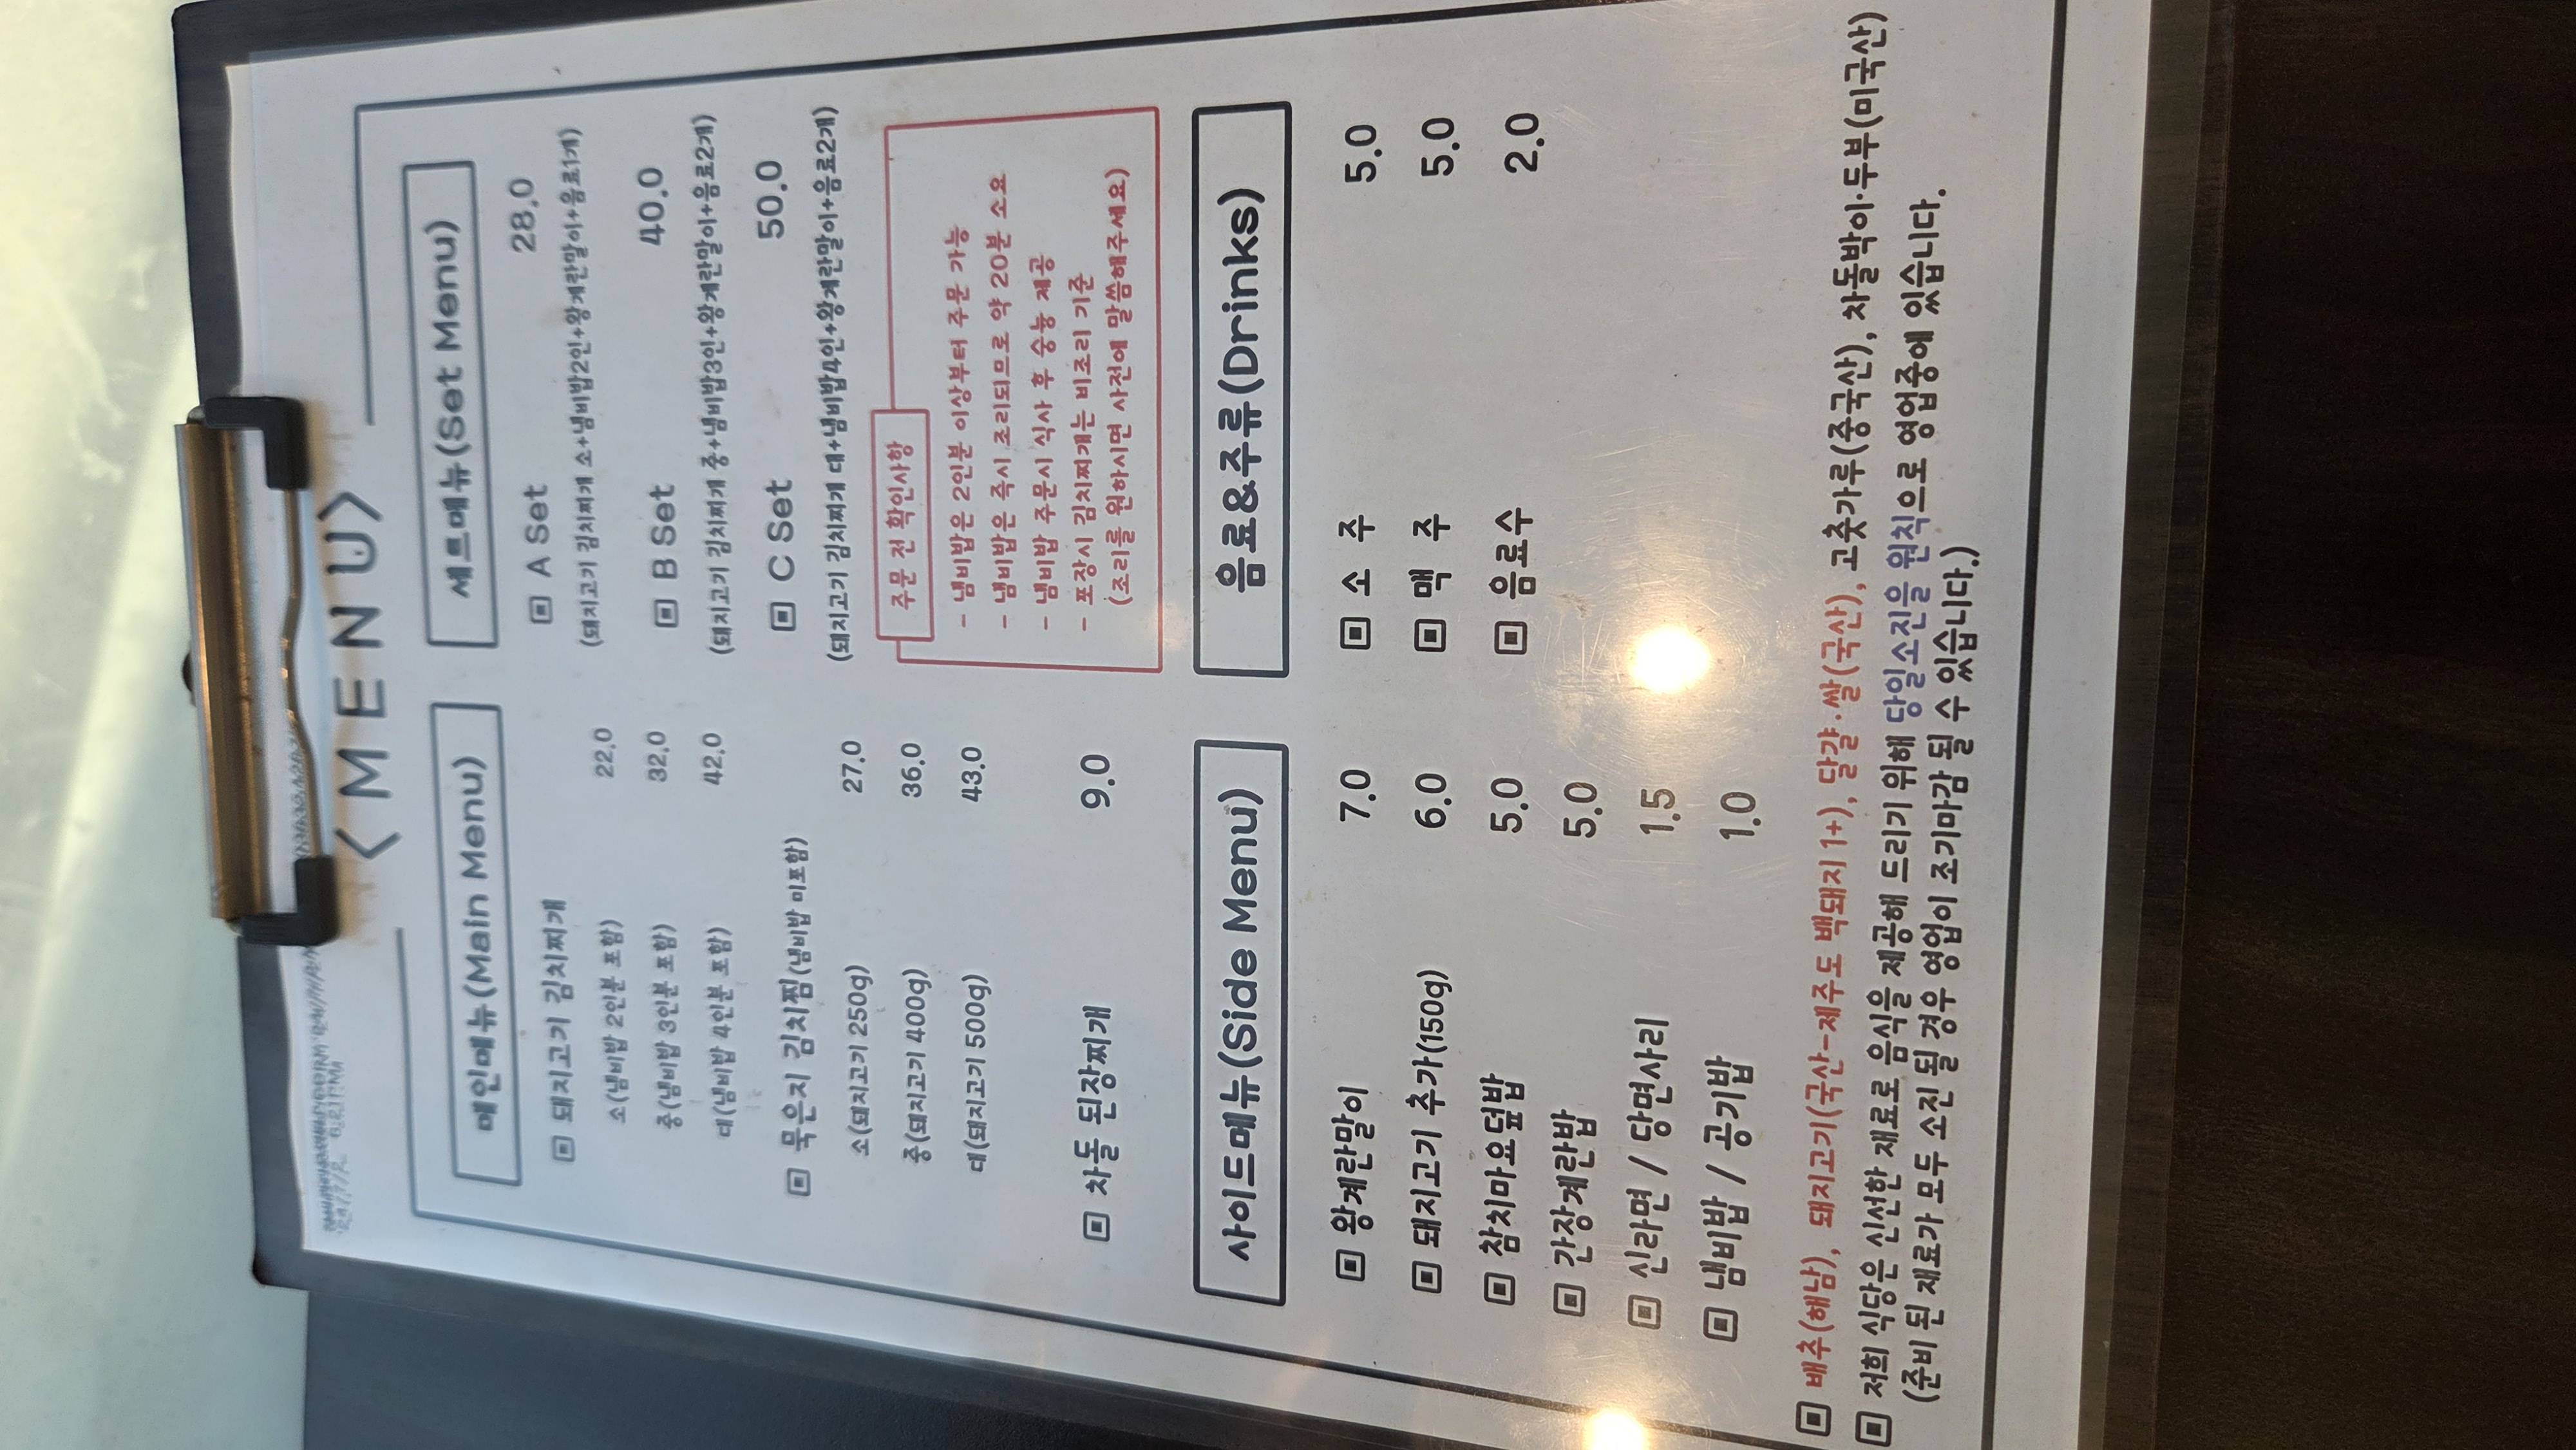 < M E N U >
메인메뉴(Main Menu)
▣ 돼지고기 김치찌개
소(냄비밥 2인분 포함) 22.0
중(냄비밥 3인분 포함) 32.0
대(냄비밥 4인분 포함) 42.0
▣ 묵은지 김치찜(냄비밥 미포함)
소(돼지고기 250g) 27.0
중(돼지고기 400g) 36.0
대(돼지고기 500g) 43.0
▣ 차돌 된장찌개 9.0
세트메뉴(Set Menu)
▣ A Set 28.0
(돼지고기 김치찌개 소+냄비밥2인+왕계란말이+음료1개)
▣ B Set 40.0
(돼지고기 김치찌개 중+냄비밥3인+왕계란말이+음료2개)
▣ C Set 50.0
(돼지고기 김치찌개 대+냄비밥4인+왕계란말이+음료2개)
주문 전 확인사항
- 냄비밥은 2인분 이상부터 주문 가능
- 냄비밥은 즉시 조리되므로 약 20분 소요
- 냄비밥 주문시 식사 후 숭늉 제공
- 포장시 김치찌개는 비조리 기준
(조리를 원하시면 사전에 말씀해주세요)
사이드메뉴(Side Menu)
▣ 왕계란말이 7.0
▣ 돼지고기 추가(150g) 6.0
▣ 참치마요덮밥 5.0
▣ 간장계란밥 5.0
▣ 신라면 / 당면사리 1.5
▣ 냄비밥 / 공기밥 1.0
음료&주류(Drinks)
▣ 소 주 5.0
▣ 맥 주 5.0
▣ 음료수 2.0
▣ 배추(해남), 돼지고기(국산-제주도 백돼지 1+), 달걀·쌀(국산), 고춧가루(중국산), 차돌박이·두부(미국산)
▣ 저희 식당은 신선한 재료로 음식을 제공해 드리기 위해 당일소진을 원칙으로 영업중에 있습니다.
(준비 된 재료가 모두 소진 될 경우 영업이 조기마감 될 수 있습니다.)